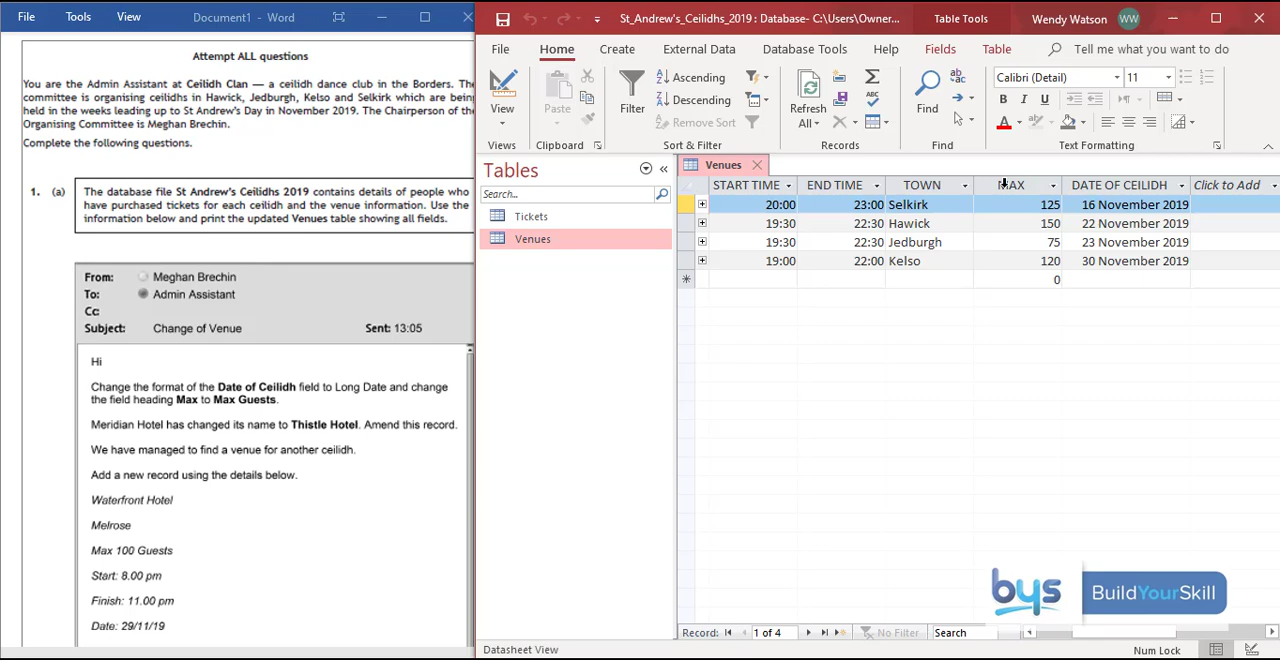 File Tools View Document1 - Word
Attempt ALL questions
You are the Admin Assistant at Ceilidh Clan — a ceilidh dance club in the Borders. The
committee is organising ceilidhs in Hawick, Jedburgh, Kelso and Selkirk which are being
held in the weeks leading up to St Andrew's Day in November 2019. The Chairperson of the
Organising Committee is Meghan Brechin.
Complete the following questions.
1. (a) The database file St Andrew's Ceilidhs 2019 contains details of people who
have purchased tickets for each ceilidh and the venue information. Use the
information below and print the updated Venues table showing all fields.
From: Meghan Brechin
To: Admin Assistant
Cc:
Subject: Change of Venue Sent: 13:05
Hi
Change the format of the Date of Ceilidh field to Long Date and change
the field heading Max to Max Guests.
Meridian Hotel has changed its name to Thistle Hotel. Amend this record.
We have managed to find a venue for another ceilidh.
Add a new record using the details below.
Waterfront Hotel
Melrose
Max 100 Guests
Start: 8.00 pm
Finish: 11.00 pm
Date: 29/11/19
St_Andrew's_Ceilidhs_2019 : Database- C:\Users\Owner... Table Tools Wendy Watson WW
File Home Create External Data Database Tools Help Fields Table Tell me what you want to do
View Paste Filter Ascending Descending Remove Sort Refresh All Find Calibri (Detail) 11
B I U
Views Clipboard Sort & Filter Records Find Text Formatting
Tables
Search...
Tickets
Venues
Venues
START TIME END TIME TOWN MAX DATE OF CEILIDH Click to Add
20:00 23:00 Selkirk 125 16 November 2019
19:30 22:30 Hawick 150 22 November 2019
19:30 22:30 Jedburgh 75 23 November 2019
19:00 22:00 Kelso 120 30 November 2019
0
bys BuildYourSkill
Record: 1 of 4 No Filter Search
Datasheet View Num Lock